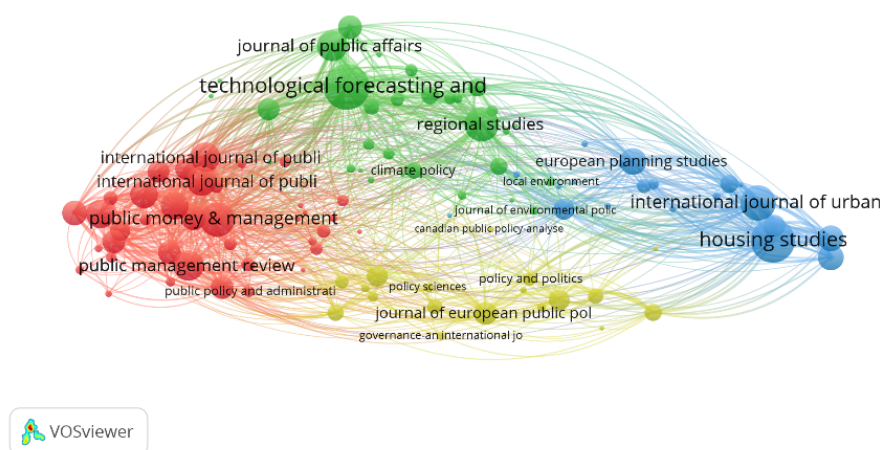 journal of public affairs
technological forecasting and
regional studies
international journal of publi
european planning studies
climate policy
international journal of publi
local environment
international journal of urban
journal of environmental polic
public money & management
canadian public policy-analyse
housing studies
public management review
policy and politics
policy sciences
public policy and administrati
journal of european public pol
governance-an international jo
VOSviewer